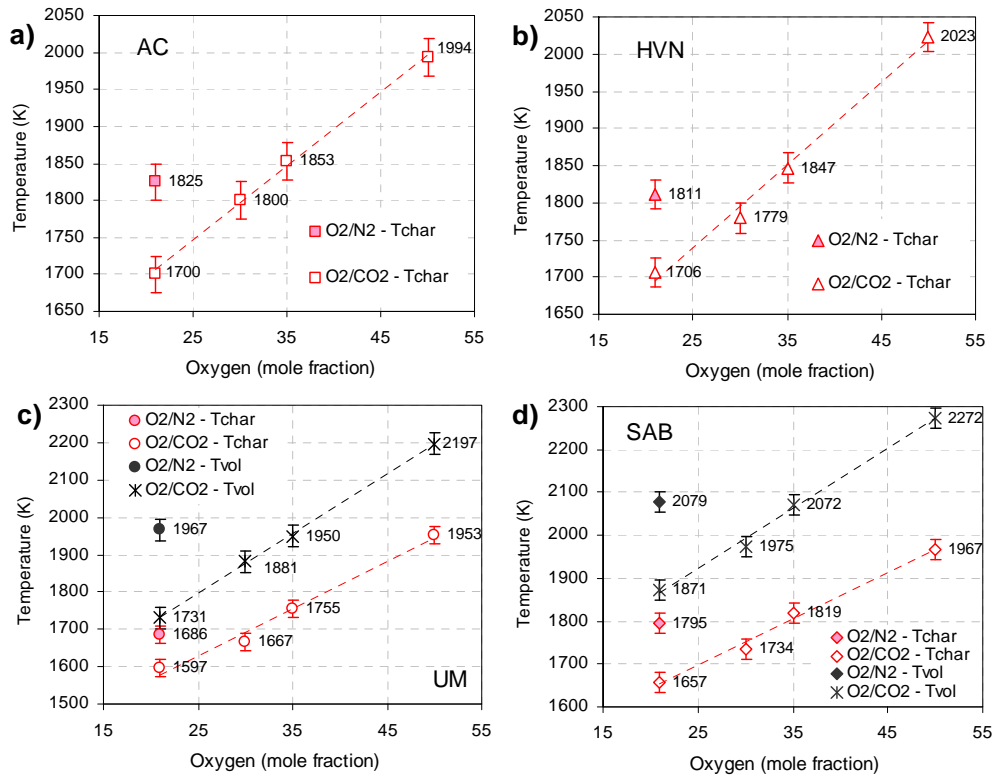 a)
AC
2050
2000
1950
1900
1850
1800
1750
1700
1650
Temperature (K)
1994
1853
1825
1800
1700
O2/N2 - Tchar
O2/CO2 - Tchar
15 25 35 45 55
Oxygen (mole fraction)
b)
HVN
2050
2000
1950
1900
1850
1800
1750
1700
1650
Temperature (K)
2023
1847
1811
1779
1706
O2/N2 - Tchar
O2/CO2 - Tchar
15 25 35 45 55
Oxygen (mole fraction)
c)
2300
2200
2100
2000
1900
1800
1700
1600
1500
Temperature (K)
O2/N2 - Tchar
O2/CO2 - Tchar
O2/N2 - Tvol
O2/CO2 - Tvol
2197
1967
1950
1953
1881
1731
1686
1755
1667
1597
UM
15 25 35 45 55
Oxygen (mole fraction)
d)
SAB
2300
2200
2100
2000
1900
1800
1700
1600
Temperature (K)
2272
2079
2072
1975
1967
1871
1795
1819
1734
1657
O2/N2 - Tchar
O2/CO2 - Tchar
O2/N2 - Tvol
O2/CO2 - Tvol
15 25 35 45 55
Oxygen (mole fraction)